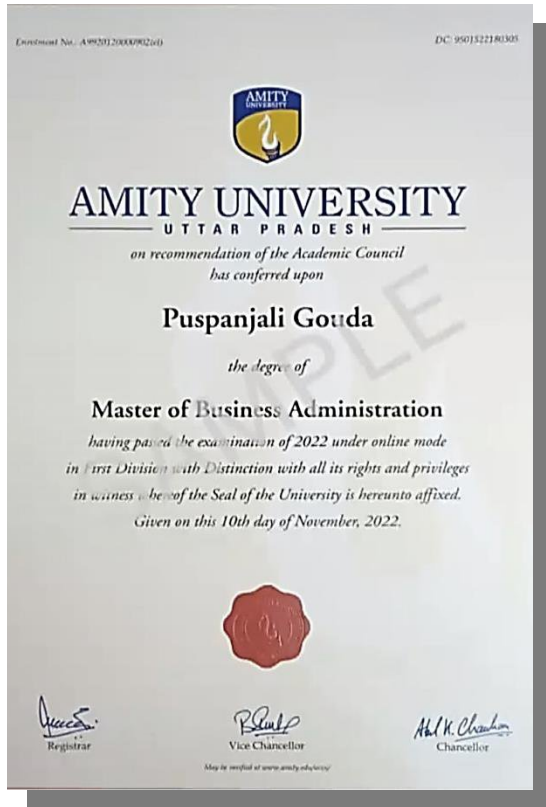 Enrolment No.: A9920120000902(el)
DC: 9501522180305
AMITY
UNIVERSITY
AMITY UNIVERSITY
UTTAR PRADESH
on recommendation of the Academic Council
has conferred upon
Puspanjali Gouda
the degree of
Master of Business Administration
having passed the examination of 2022 under online mode
in First Division with Distinction with all its rights and privileges
in witness whereof the Seal of the University is hereunto affixed.
Given on this 10th day of November, 2022.
SAMPLE
Registrar
Vice Chancellor
Atul K. Chauhan
Chancellor
May be verified at www.amity.edu/